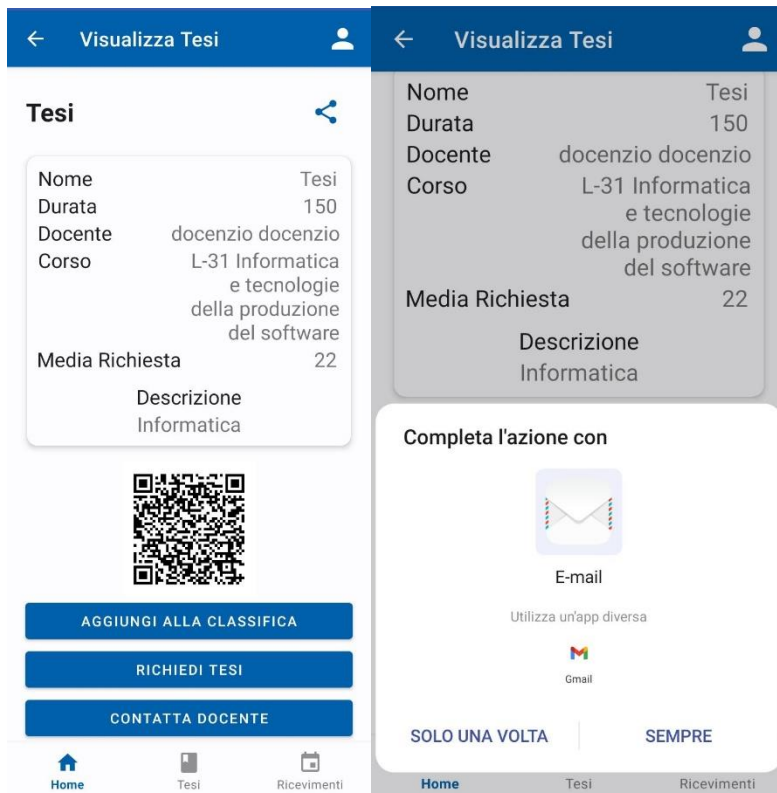 Visualizza Tesi
Tesi
Nome Tesi
Durata 150
Docente docenzio docenzio
Corso L-31 Informatica
e tecnologie
della produzione
del software
Media Richiesta 22
Descrizione
Informatica
AGGIUNGI ALLA CLASSIFICA
RICHIEDI TESI
CONTATTA DOCENTE
Home Tesi Ricevimenti
Visualizza Tesi
Nome Tesi
Durata 150
Docente docenzio docenzio
Corso L-31 Informatica
e tecnologie
della produzione
del software
Media Richiesta 22
Descrizione
Informatica
Completa l'azione con
E-mail
Utilizza un'app diversa
Gmail
SOLO UNA VOLTA SEMPRE
Home Tesi Ricevimenti